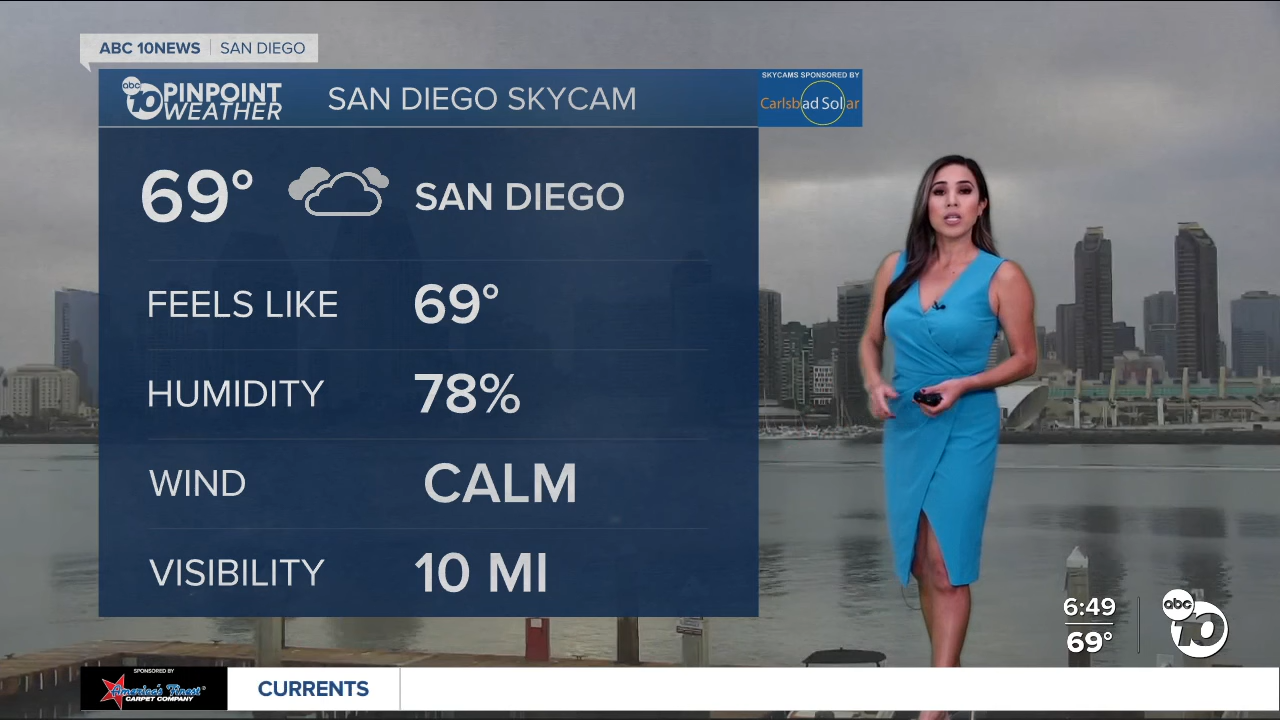 ABC 10NEWS | SAN DIEGO
abc 10 PINPOINT WEATHER
SAN DIEGO SKYCAM
SKYCAMS SPONSORED BY
Carlsbad Solar
69° SAN DIEGO
FEELS LIKE 69°
HUMIDITY 78%
WIND CALM
VISIBILITY 10 MI
6:49
69°
abc 10
SPONSORED BY
America's Finest®
CARPET COMPANY
CURRENTS